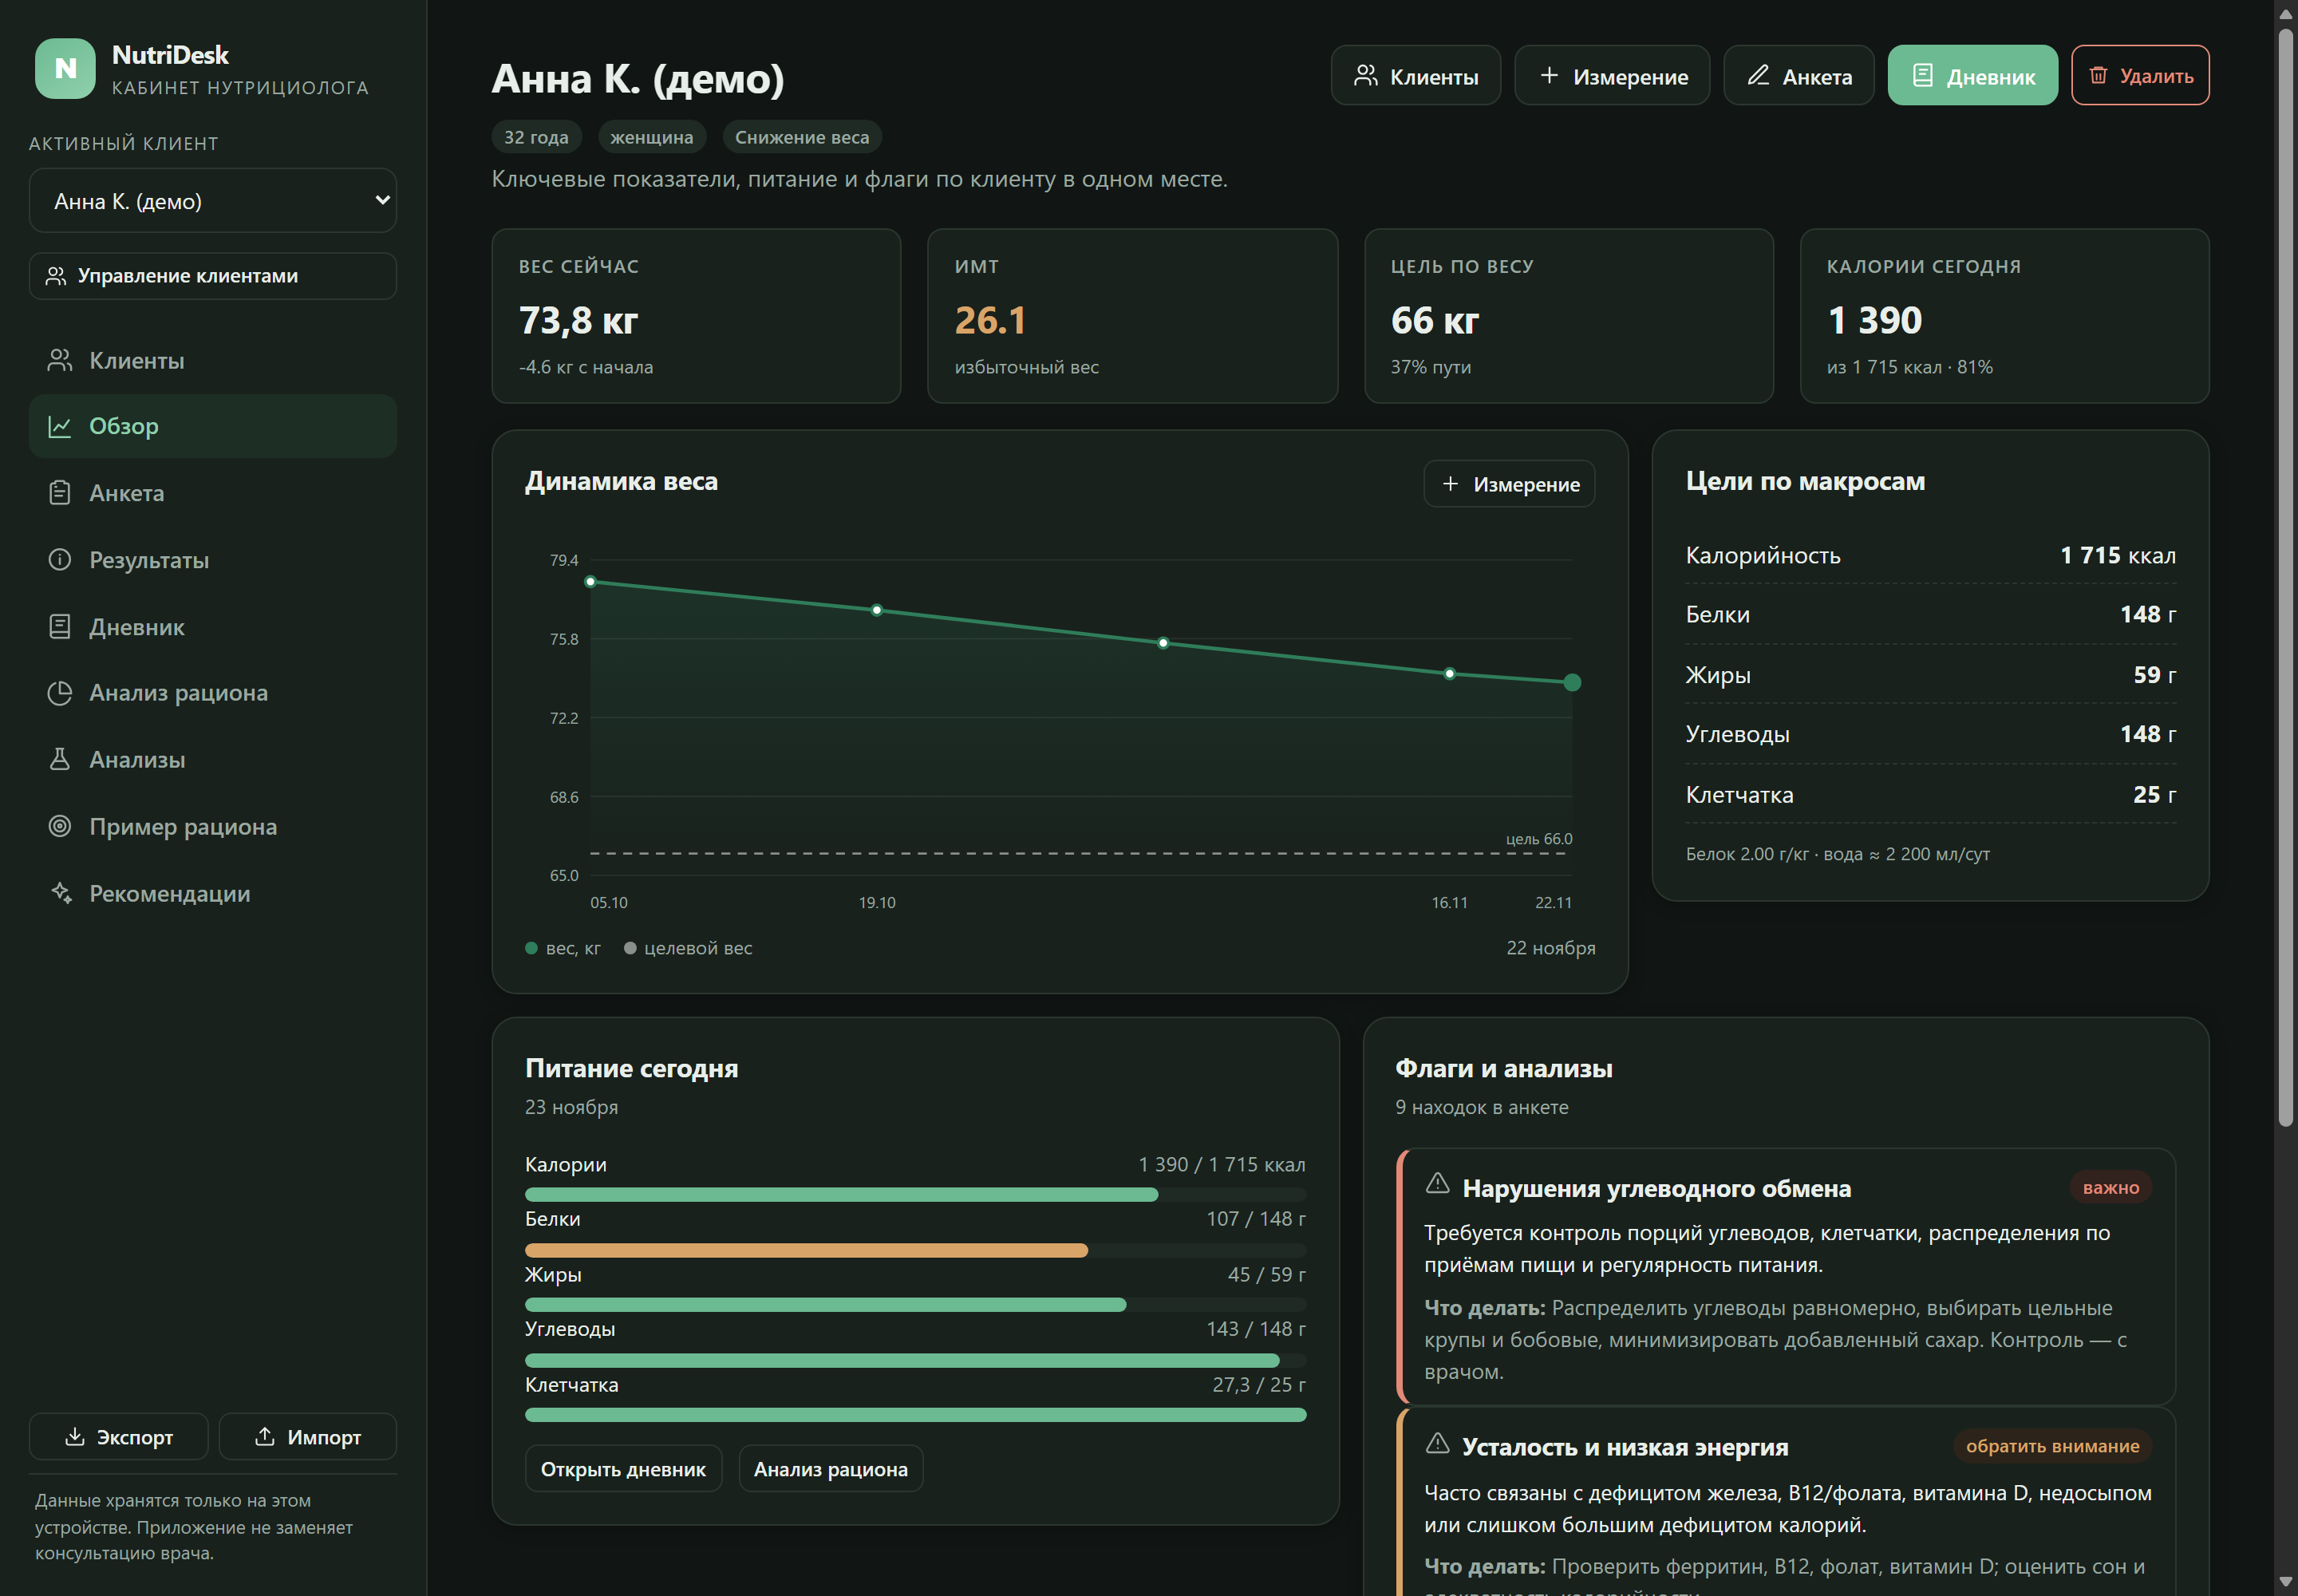 N
NutriDesk
КАБИНЕТ НУТРИЦИОЛОГА
АКТИВНЫЙ КЛИЕНТ
Анна К. (демо)
Управление клиентами
Клиенты
Обзор
Анкета
Результаты
Дневник
Анализ рациона
Анализы
Пример рациона
Рекомендации
Экспорт
Импорт
Данные хранятся только на этом
устройстве. Приложение не заменяет
консультацию врача.
Анна К. (демо)
Клиенты
Измерение
Анкета
Дневник
Удалить
32 года
женщина
Снижение веса
Ключевые показатели, питание и флаги по клиенту в одном месте.
ВЕС СЕЙЧАС
73,8 кг
-4.6 кг с начала
ИМТ
26.1
избыточный вес
ЦЕЛЬ ПО ВЕСУ
66 кг
37% пути
КАЛОРИИ СЕГОДНЯ
1 390
из 1 715 ккал · 81%
Динамика веса
Измерение
79.4
75.8
72.2
68.6
65.0
цель 66.0
05.10
19.10
16.11
22.11
вес, кг
целевой вес
22 ноября
Цели по макросам
Калорийность 1 715 ккал
Белки 148 г
Жиры 59 г
Углеводы 148 г
Клетчатка 25 г
Белок 2.00 г/кг · вода ≈ 2 200 мл/сут
Питание сегодня
23 ноября
Калории 1 390 / 1 715 ккал
Белки 107 / 148 г
Жиры 45 / 59 г
Углеводы 143 / 148 г
Клетчатка 27,3 / 25 г
Открыть дневник
Анализ рациона
Флаги и анализы
9 находок в анкете
Нарушения углеводного обмена
важно
Требуется контроль порций углеводов, клетчатки, распределения по
приёмам пищи и регулярность питания.
Что делать: Распределить углеводы равномерно, выбирать цельные
крупы и бобовые, минимизировать добавленный сахар. Контроль — с
врачом.
Усталость и низкая энергия
обратить внимание
Часто связаны с дефицитом железа, B12/фолата, витамина D, недосыпом
или слишком большим дефицитом калорий.
Что делать: Проверить ферритин, B12, фолат, витамин D; оценить сон и